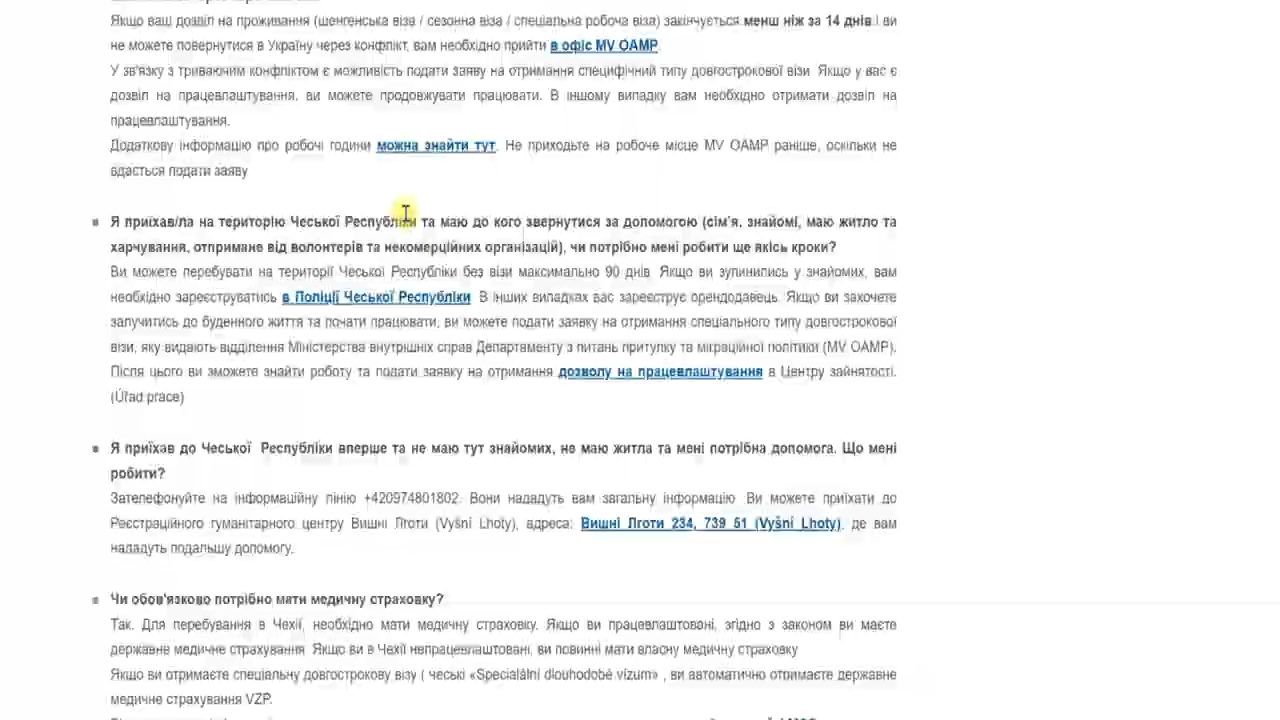 Якщо ваш дозвіл на проживання (шенгенська віза / сезонна віза / спеціальна робоча віза) закінчується менш ніж за 14 днів і ви
не можете повернутися в Україну через конфлікт, вам необхідно прийти в офіс MV OAMP.
У зв'язку з триваючим конфліктом є можливість подати заяву на отримання специфічний типу довгострокової візи. Якщо у вас є
дозвіл на працевлаштування, ви можете продовжувати працювати. В іншому випадку вам необхідно отримати дозвіл на
працевлаштування.
Додаткову інформацію про робочі години можна знайти тут. Не приходьте на робоче місце MV OAMP раніше, оскільки не
вдасться подати заяву
Я приїхав/ла на територію Чеської Республіки та маю до кого звернутися за допомогою (сім'я, знайомі, маю житло та
харчування, отримане від волонтерів та некомерційних організацій), чи потрібно мені робити ще якісь кроки?
Ви можете перебувати на території Чеської Республіки без візи максимально 90 днів. Якщо ви зупинились у знайомих, вам
необхідно зареєструватись в Поліції Чеської Республіки. В інших випадках вас зареєструє орендодавець. Якщо ви захочете
залучитись до буденного життя та почати працювати, ви можете подати заявку на отримання спеціального типу довгострокової
візи, яку видають відділення Міністерства внутрішніх справ Департаменту з питань притулку та міграційної політики (MV OAMP).
Після цього ви зможете знайти роботу та подати заявку на отримання дозволу на працевлаштування в Центру зайнятості.
(Úřad prace)
Я приїхав до Чеської Республіки вперше та не маю тут знайомих, не маю житла та мені потрібна допомога. Що мені
робити?
Зателефонуйте на інформаційну лінію +420974801802. Вони нададуть вам загальну інформацію. Ви можете приїхати до
Реєстраційного гуманітарного центру Вишні Лготи (Vyšní Lhoty), адреса: Вишні Лготи 234, 739 51 (Vyšní Lhoty), де вам
нададуть подальшу допомогу.
Чи обов'язково потрібно мати медичну страховку?
Так. Для перебування в Чехії, необхідно мати медичну страховку. Якщо ви працевлаштовані, згідно з законом ви маєте
державне медичне страхування. Якщо ви в Чехії непрацевлаштовані, ви повинні мати власну медичну страховку
Якщо ви отримаєте спеціальну довгострокову візу ( чеські «Speciálšní dlouhodobé vízum» , ви автоматично отримаєте державне
медичне страхування VZP.